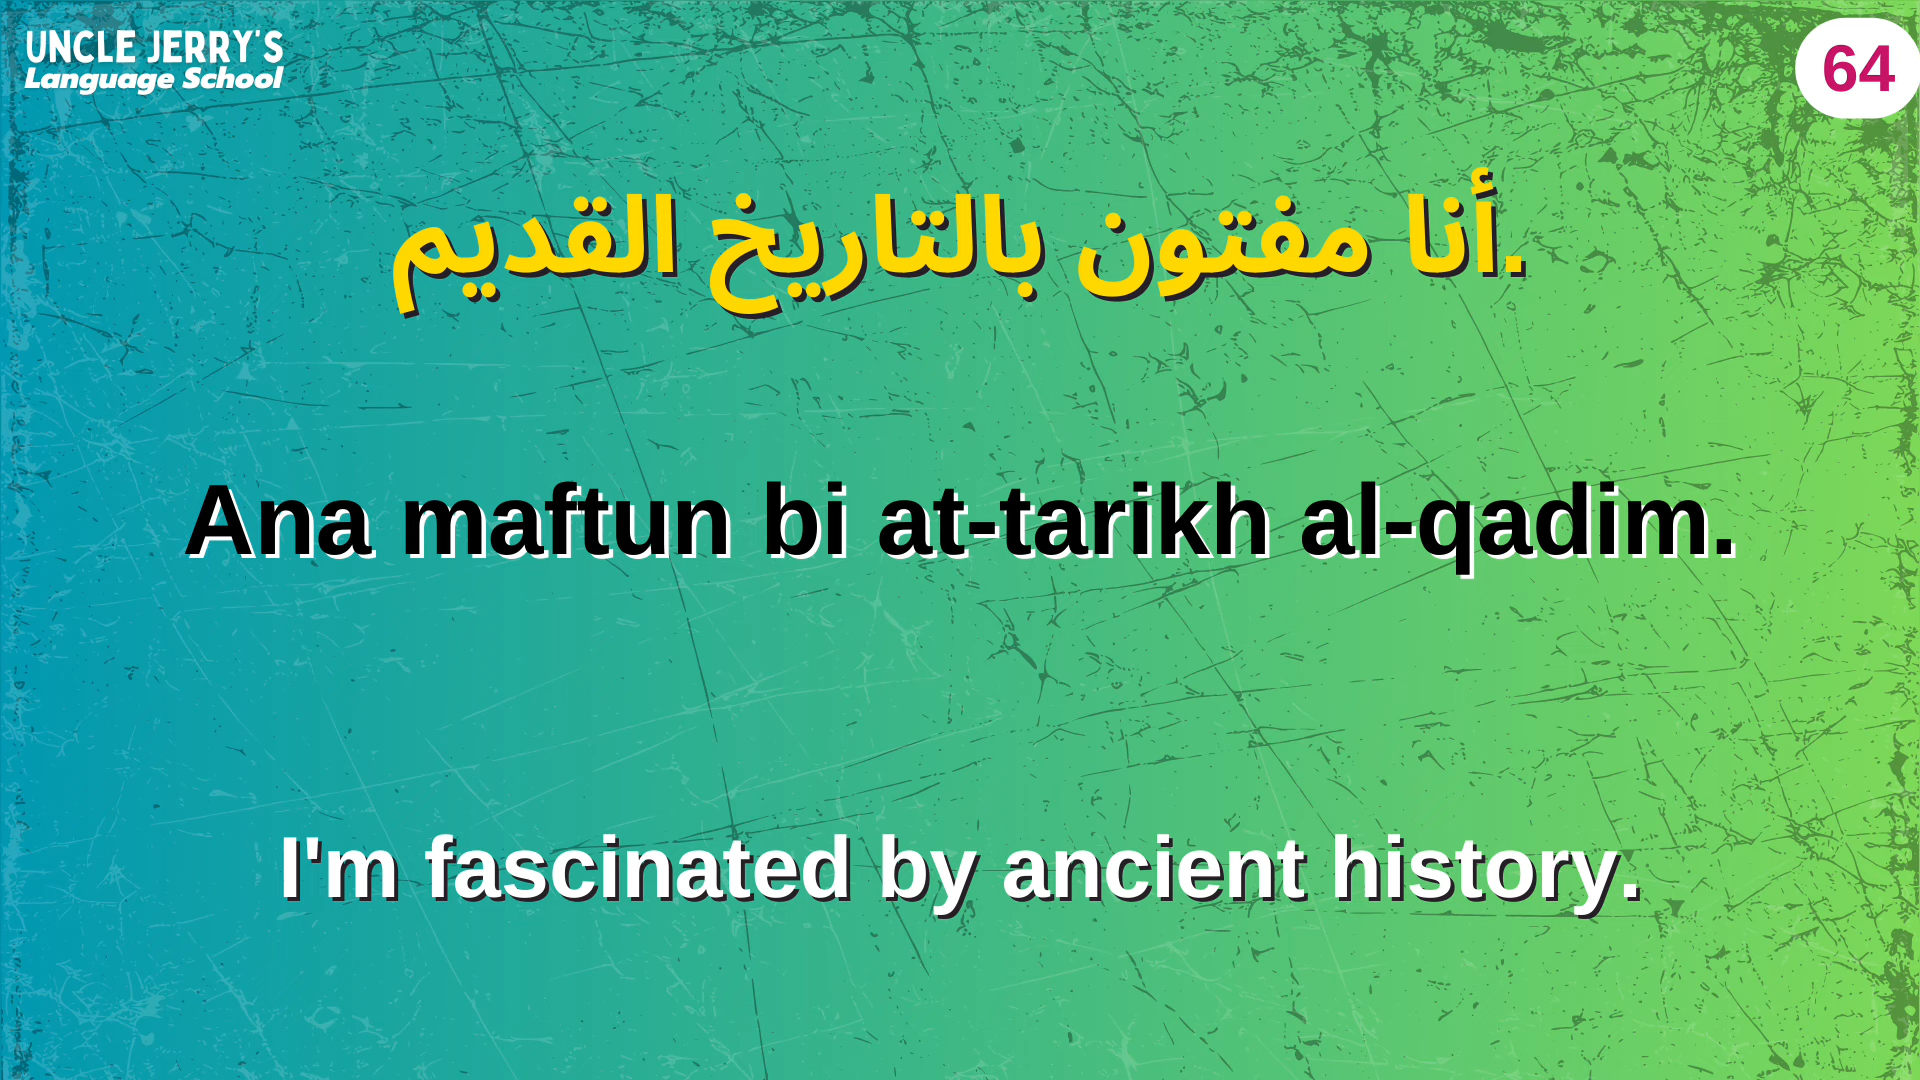 UNCLE JERRY'S
Language School
64
أنا مفتون بالتاريخ القديم.
Ana maftun bi at-tarikh al-qadim.
I'm fascinated by ancient history.